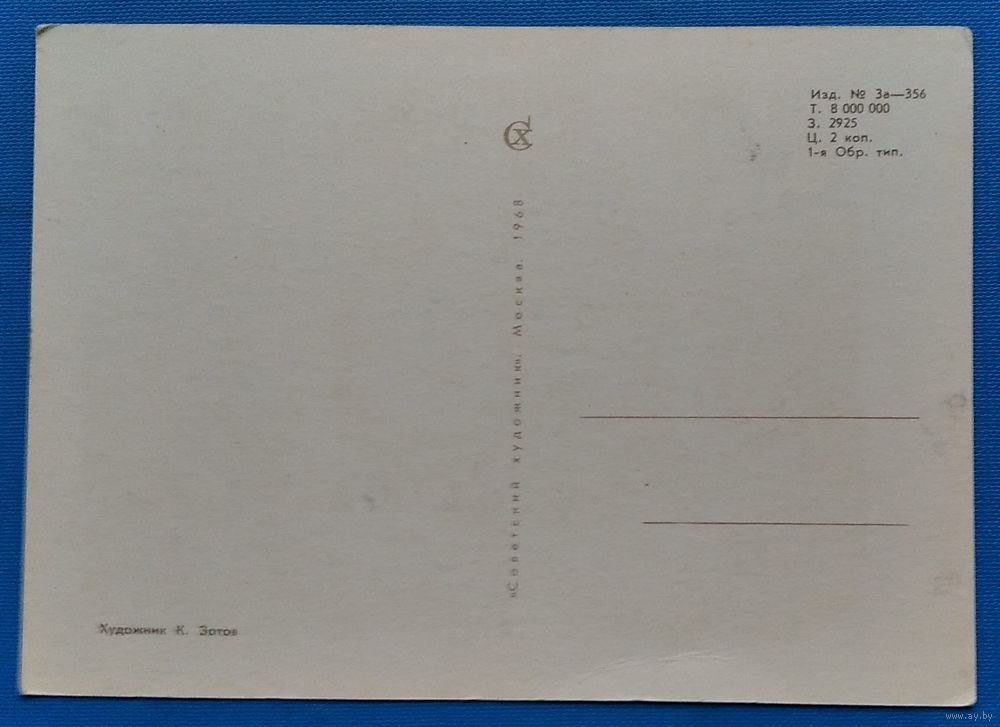 СХ
Изд. № 3а—356
Т. 8 000 000
З. 2925
Ц. 2 коп.
1-я Обр. тип.
«Советский художник». Москва. 1968
Художник К. Зотов
www.ay.by